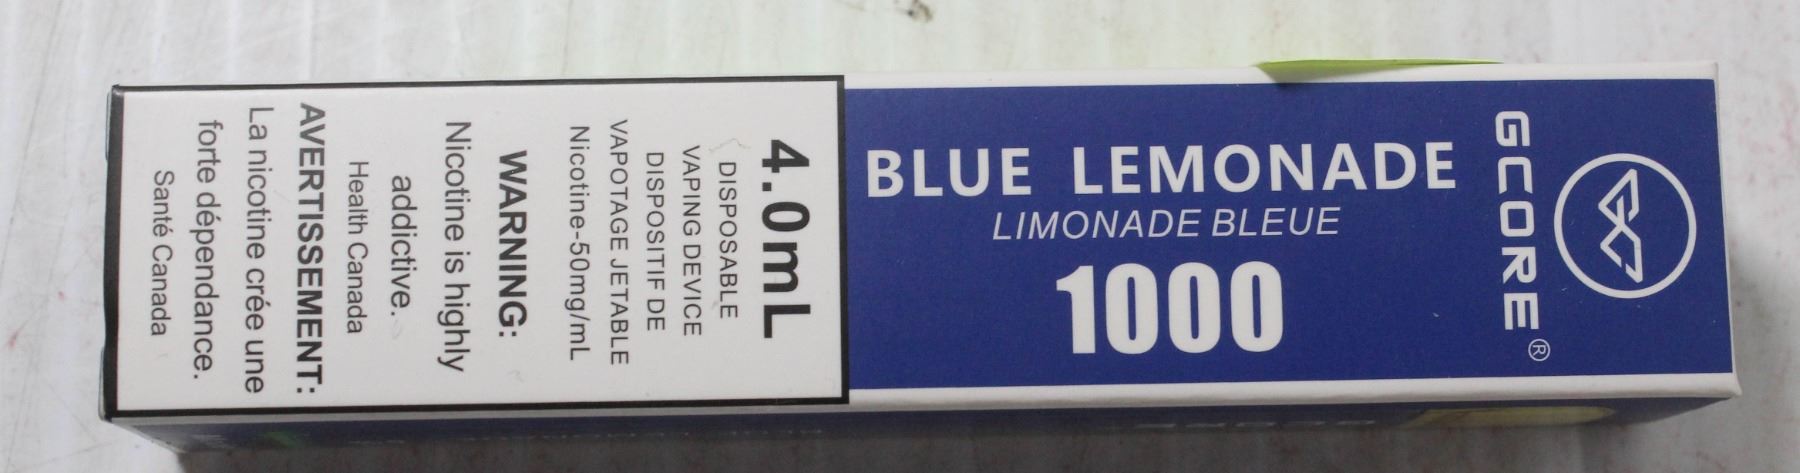 GCORE®
BLUE LEMONADE
LIMONADE BLEUE
1000
4.0mL
DISPOSABLE
VAPING DEVICE
DISPOSITIF DE
VAPOTAGE JETABLE
Nicotine-50mg/mL
WARNING:
Nicotine is highly
addictive.
Health Canada
AVERTISSEMENT:
La nicotine crée une
forte dépendance.
Santé Canada